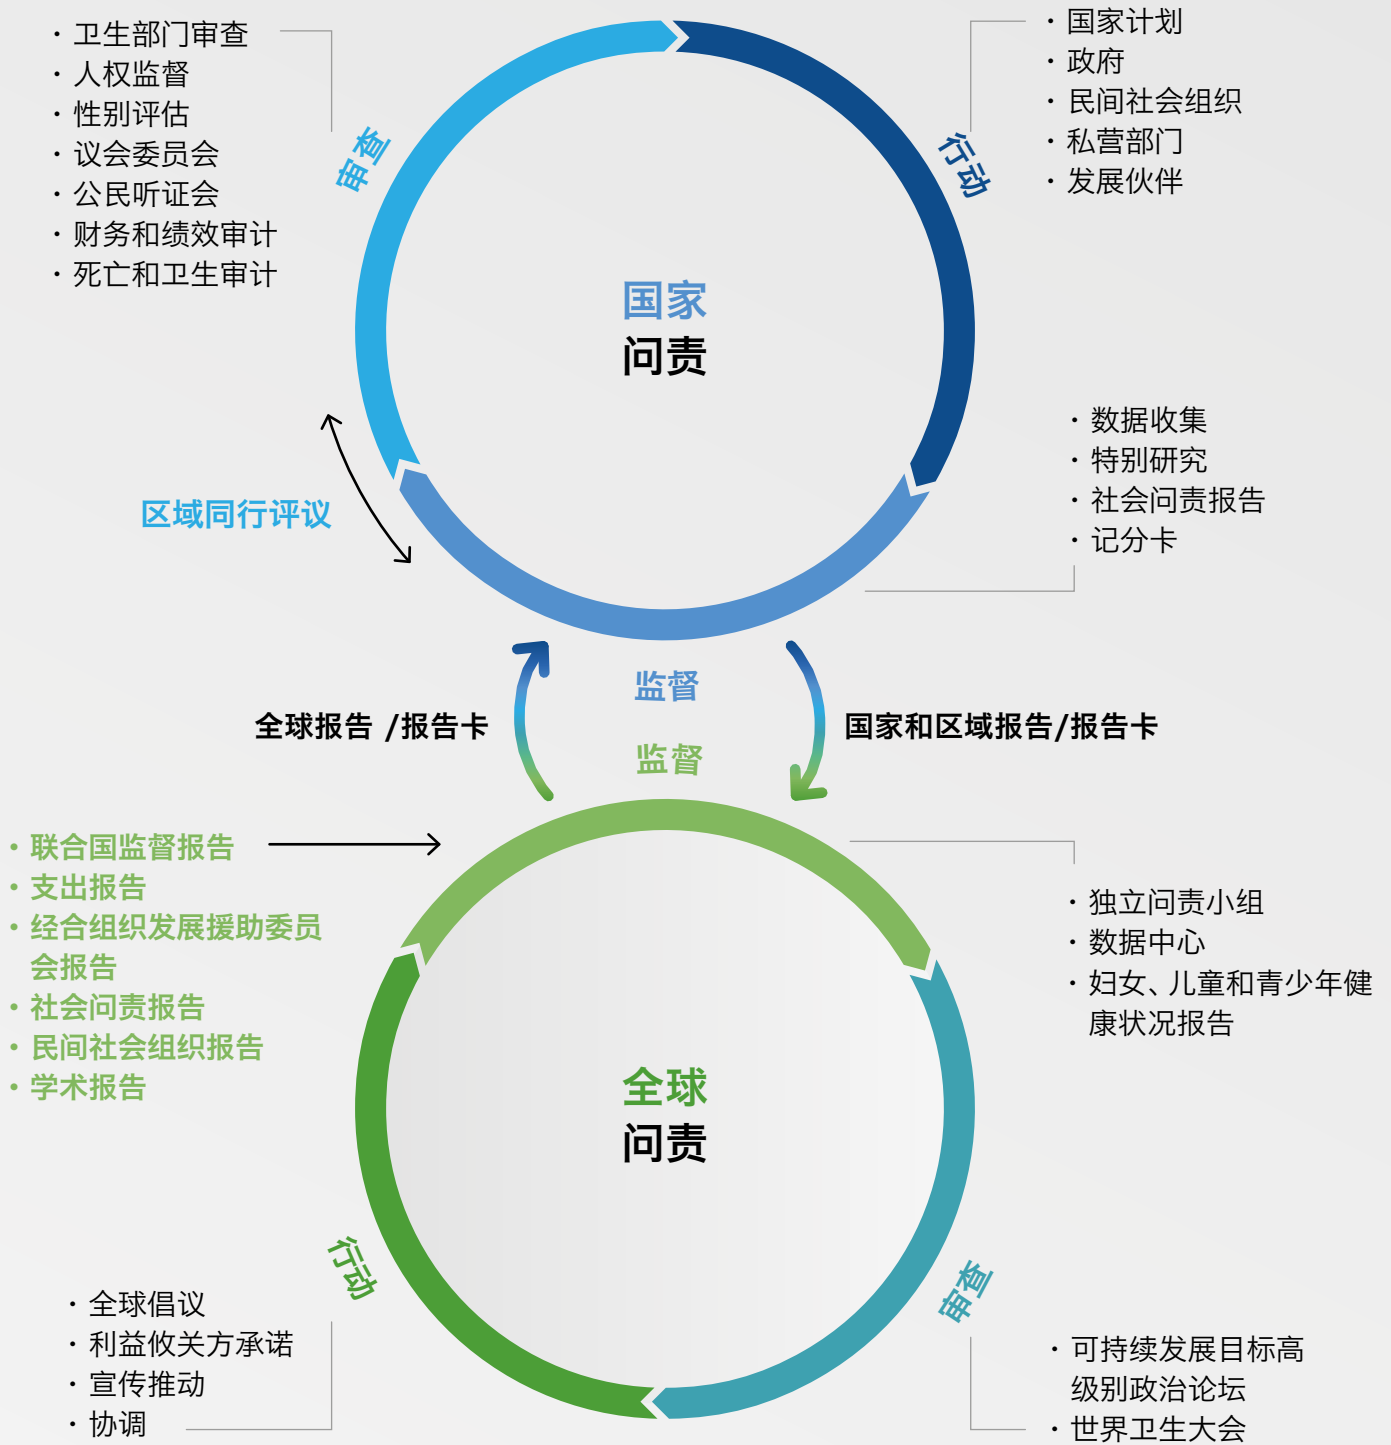 · 卫生部门审查
· 人权监督
· 性别评估
· 议会委员会
· 公民听证会
· 财务和绩效审计
· 死亡和卫生审计
审查
· 国家计划
· 政府
· 民间社会组织
· 私营部门
· 发展伙伴
行动
国家
问责
· 数据收集
· 特别研究
· 社会问责报告
· 记分卡
区域同行评议
监督
全球报告 /报告卡
国家和区域报告/报告卡
监督
· 联合国监督报告
· 支出报告
· 经合组织发展援助委员
会报告
· 社会问责报告
· 民间社会组织报告
· 学术报告
· 独立问责小组
· 数据中心
· 妇女、儿童和青少年健
康状况报告
全球
问责
行动
· 全球倡议
· 利益攸关方承诺
· 宣传推动
· 协调
审查
· 可持续发展目标高
级别政治论坛
· 世界卫生大会